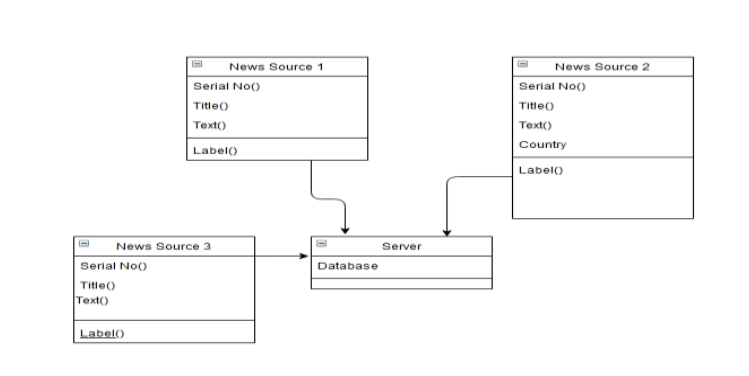 News Source 1
Serial No()
Title()
Text()
Label()
News Source 2
Serial No()
Title()
Text()
Country
Label()
News Source 3
Serial No()
Title()
Text()
Label()
Server
Database